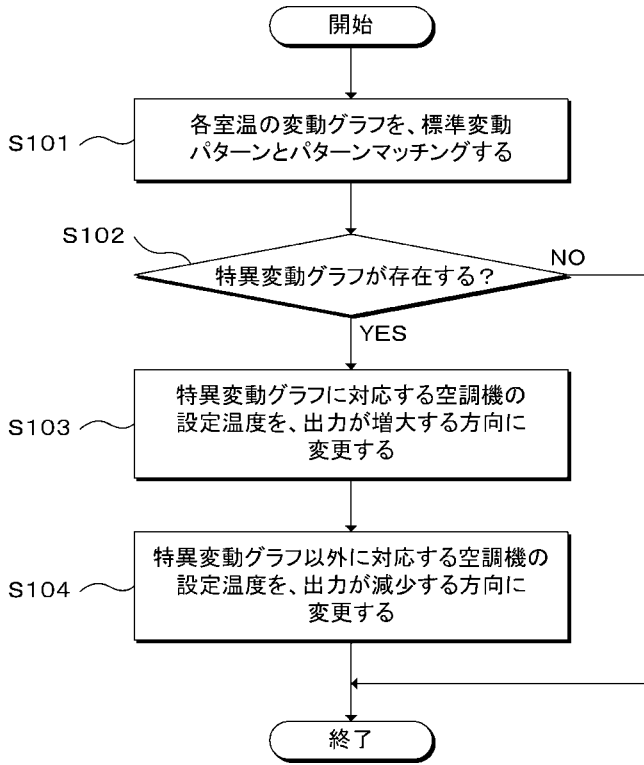 開始
S101
各室温の変動グラフを、標準変動
パターンとパターンマッチングする
S102
特異変動グラフが存在する?
NO
YES
S103
特異変動グラフに対応する空調機の
設定温度を、出力が増大する方向に
変更する
S104
特異変動グラフ以外に対応する空調機の
設定温度を、出力が減少する方向に
変更する
終了